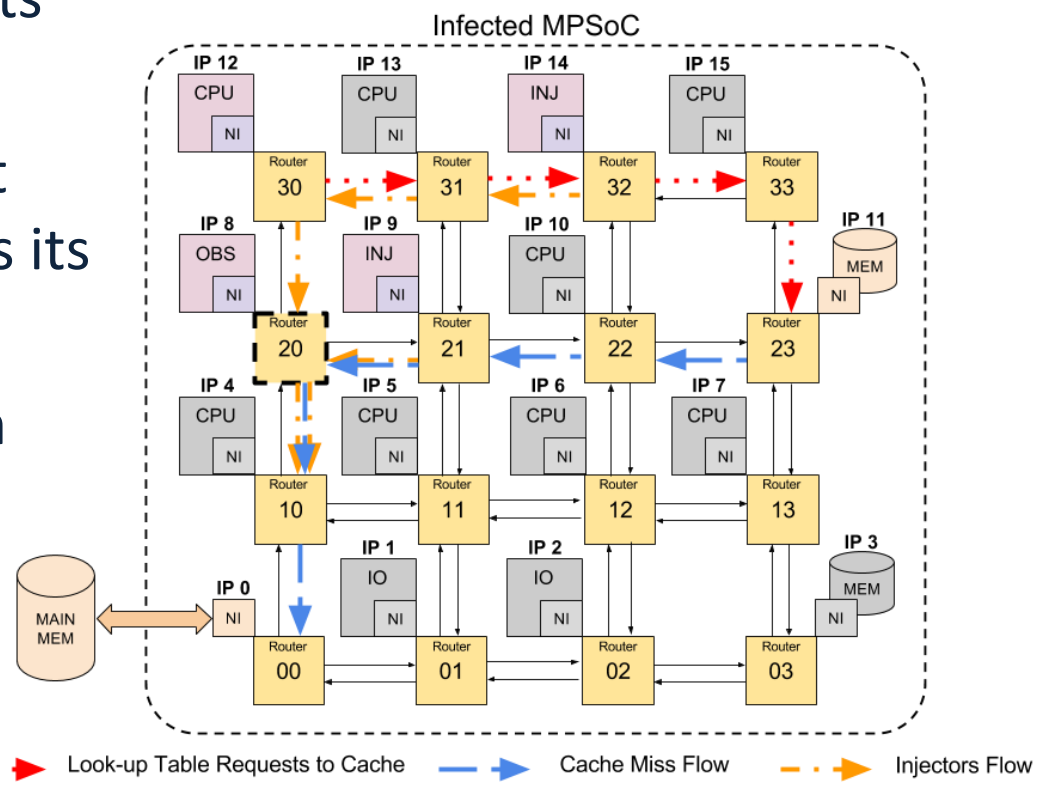 ts
Infected MPSoC
IP 12
IP 13
IP 14
IP 15
CPU
CPU
INJ
CPU
NI
NI
NI
NI
t
Router
Router
Router
Router
30
31
32
33
s its
IP 8
IP 9
IP 10
IP 11
OBS
INJ
CPU
MEM
NI
NI
NI
NI
Router
Router
Router
Router
20
21
22
23
IP 4
IP 5
IP 6
IP 7
CPU
CPU
CPU
CPU
NI
NI
NI
NI
Router
Router
Router
Router
10
11
12
13
IP 0
IP 1
IP 2
IP 3
IO
IO
MEM
MAIN
MEM
NI
NI
NI
NI
Router
Router
Router
Router
00
01
02
03
Look-up Table Requests to Cache
Cache Miss Flow
Injectors Flow